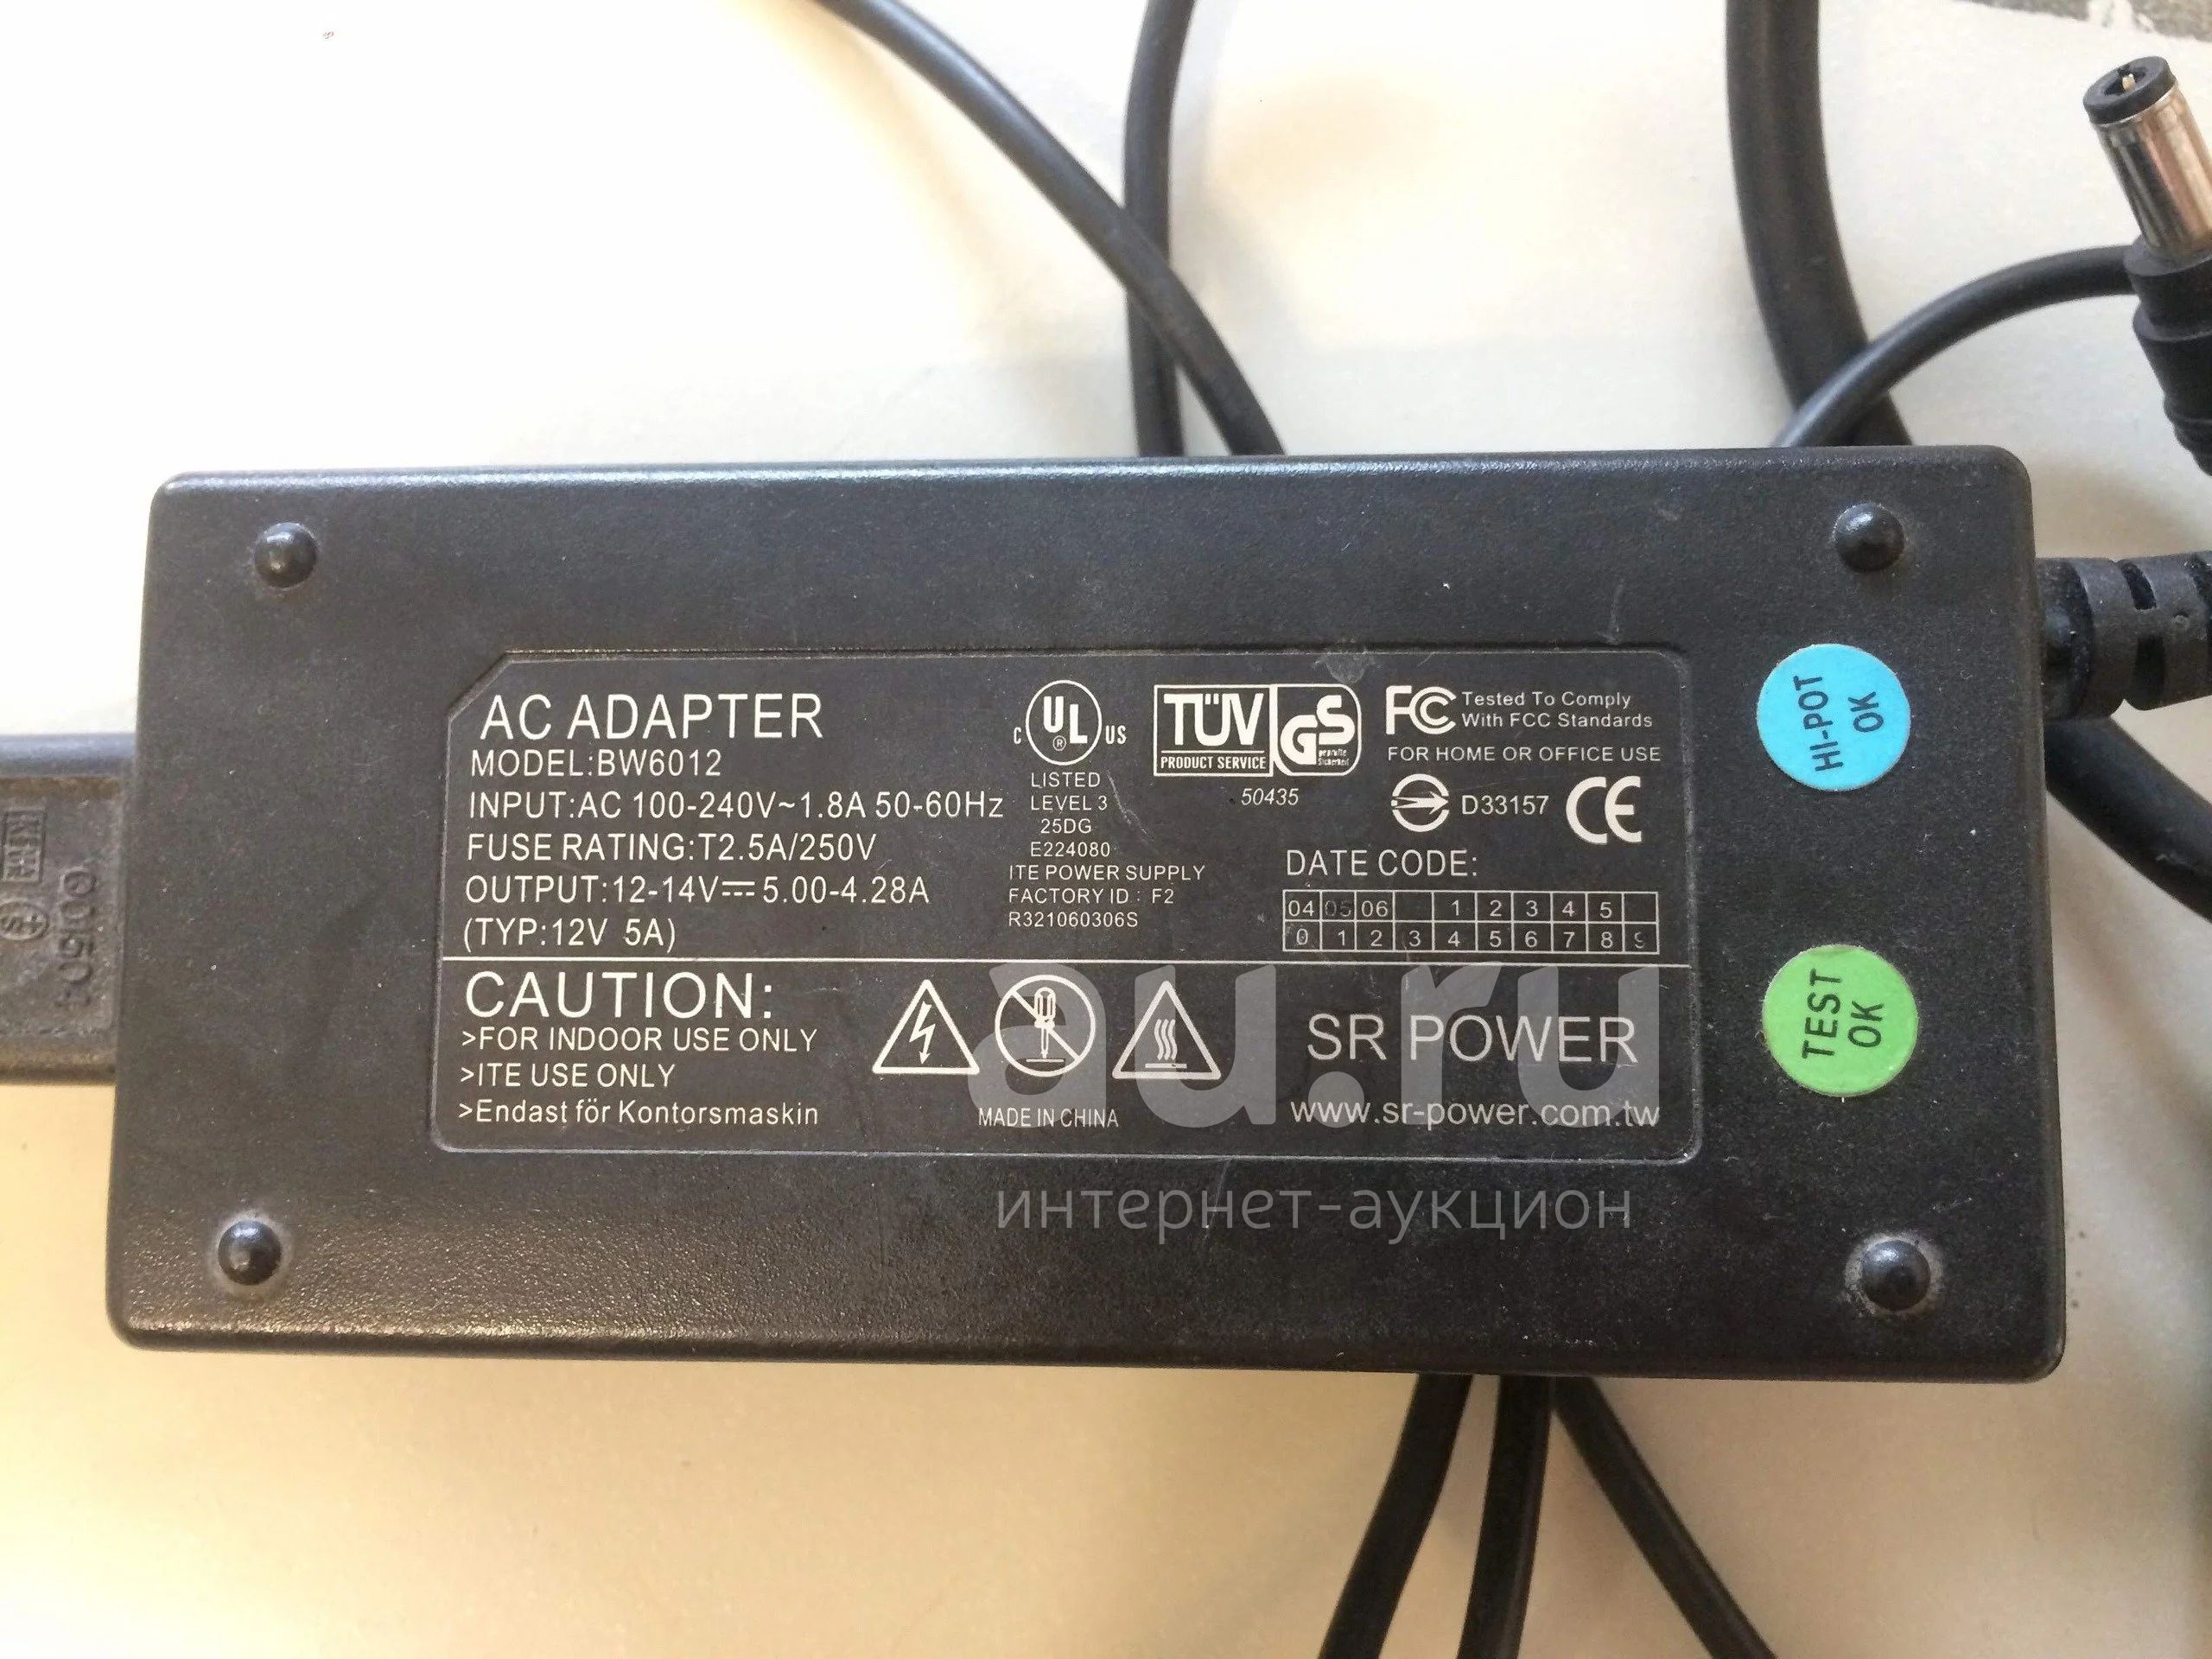 AC ADAPTER
MODEL:BW6012
INPUT:AC 100-240V~1.8A 50-60Hz
FUSE RATING:T2.5A/250V
OUTPUT:12-14V⎓5.00-4.28A
(TYP:12V 5A)
C UL ® US
LISTED
LEVEL 3
25DG
E224080
ITE POWER SUPPLY
FACTORY ID : F2
R321060306S
TÜV
PRODUCT SERVICE
GS
geprüfte
Sicherheit
50435
FC Tested To Comply
With FCC Standards
FOR HOME OR OFFICE USE
D33157 CE
DATE CODE:
04 05 06 1 2 3 4 5
0 1 2 3 4 5 6 7 8 9
CAUTION:
>FOR INDOOR USE ONLY
>ITE USE ONLY
>Endast för Kontorsmaskin
MADE IN CHINA
SR POWER
www.sr-power.com.tw
HI-POT
OK
TEST
OK
au.ru
интернет-аукцион